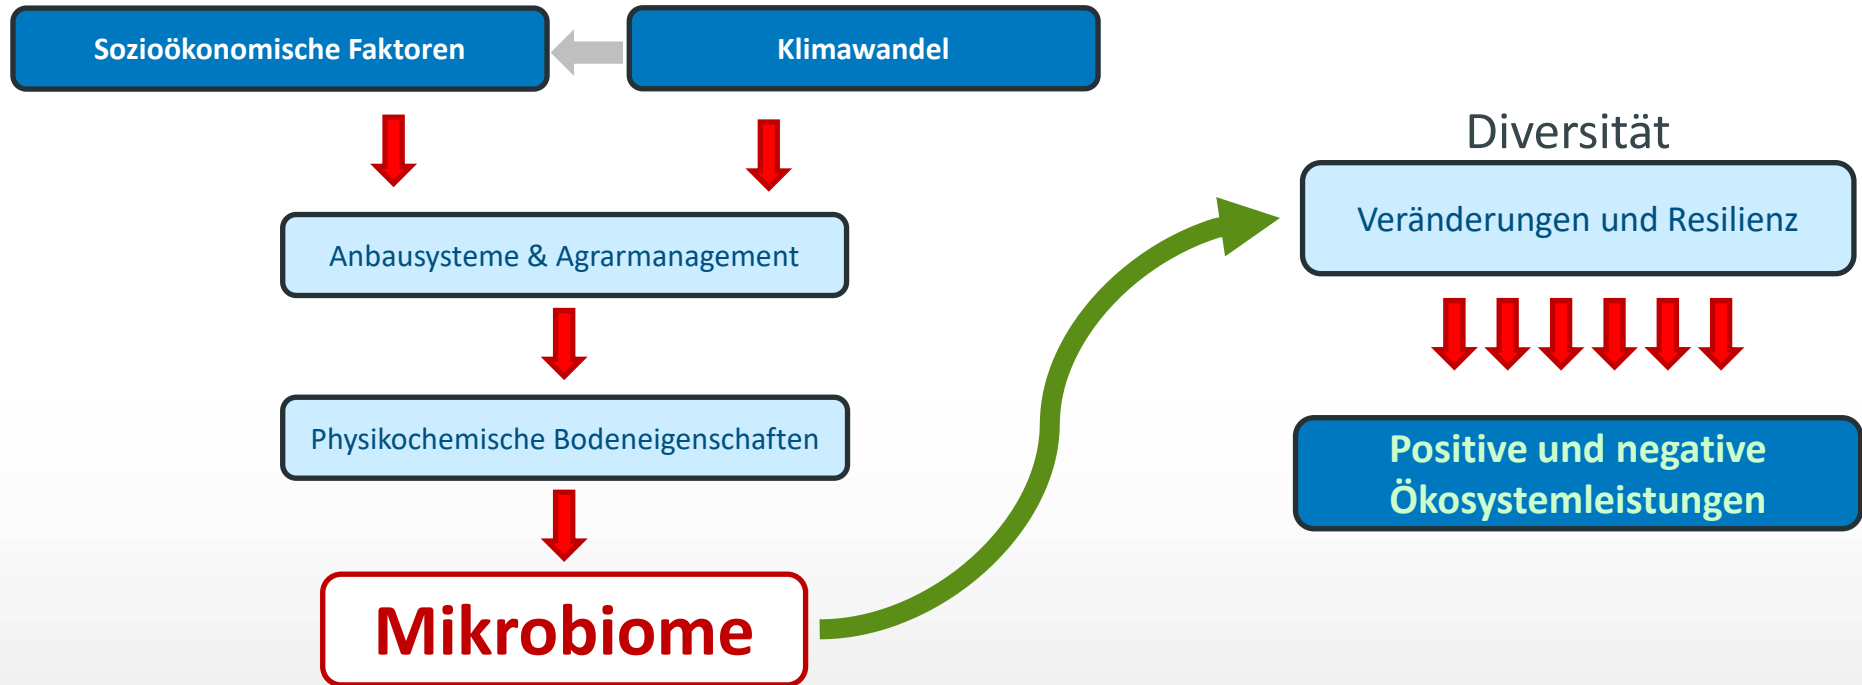 Sozioökonomische Faktoren
Klimawandel
Anbausysteme & Agrarmanagement
Physikochemische Bodeneigenschaften
Mikrobiome
Diversität
Veränderungen und Resilienz
Positive und negative
Ökosystemleistungen